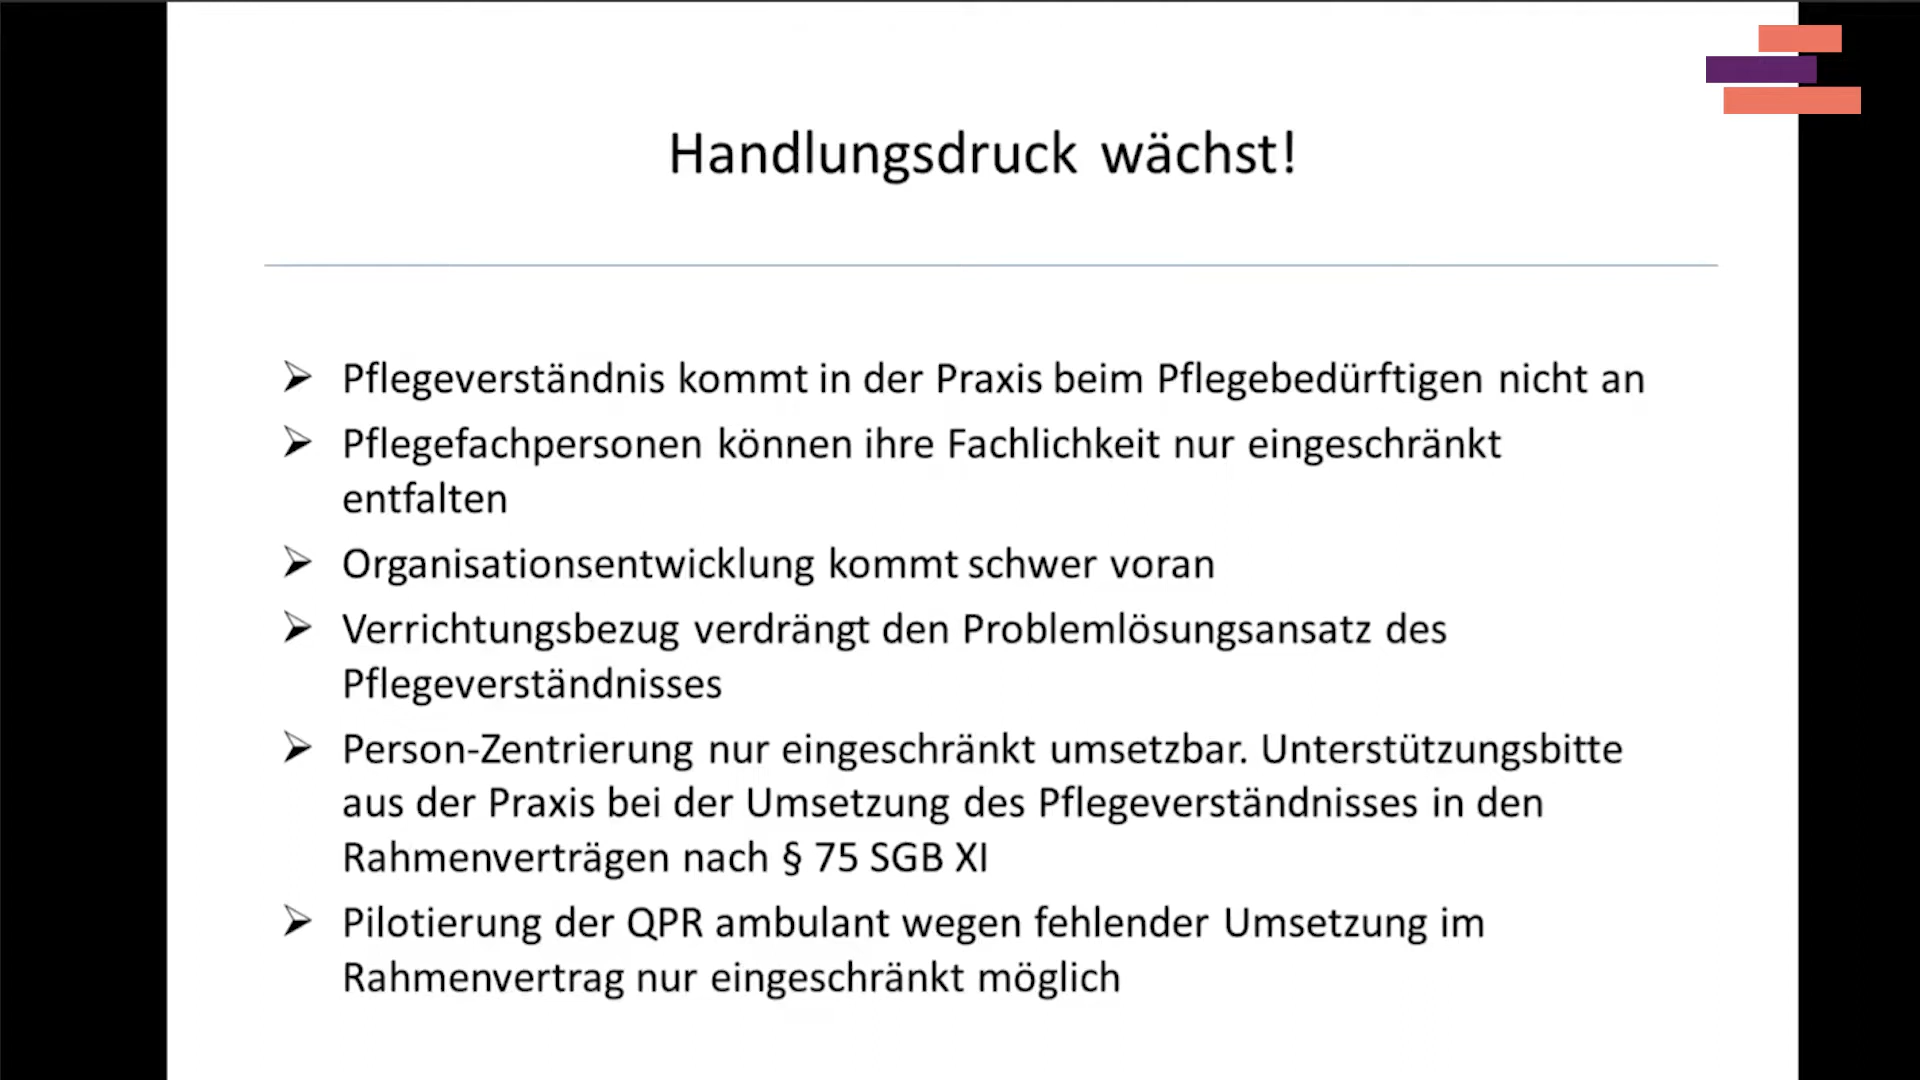 Handlungsdruck wächst!
➢ Pflegeverständnis kommt in der Praxis beim Pflegebedürftigen nicht an
➢ Pflegefachpersonen können ihre Fachlichkeit nur eingeschränkt
entfalten
➢ Organisationsentwicklung kommt schwer voran
➢ Verrichtungsbezug verdrängt den Problemlösungsansatz des
Pflegeverständnisses
➢ Person-Zentrierung nur eingeschränkt umsetzbar. Unterstützungsbitte
aus der Praxis bei der Umsetzung des Pflegeverständnisses in den
Rahmenverträgen nach § 75 SGB XI
➢ Pilotierung der QPR ambulant wegen fehlender Umsetzung im
Rahmenvertrag nur eingeschränkt möglich